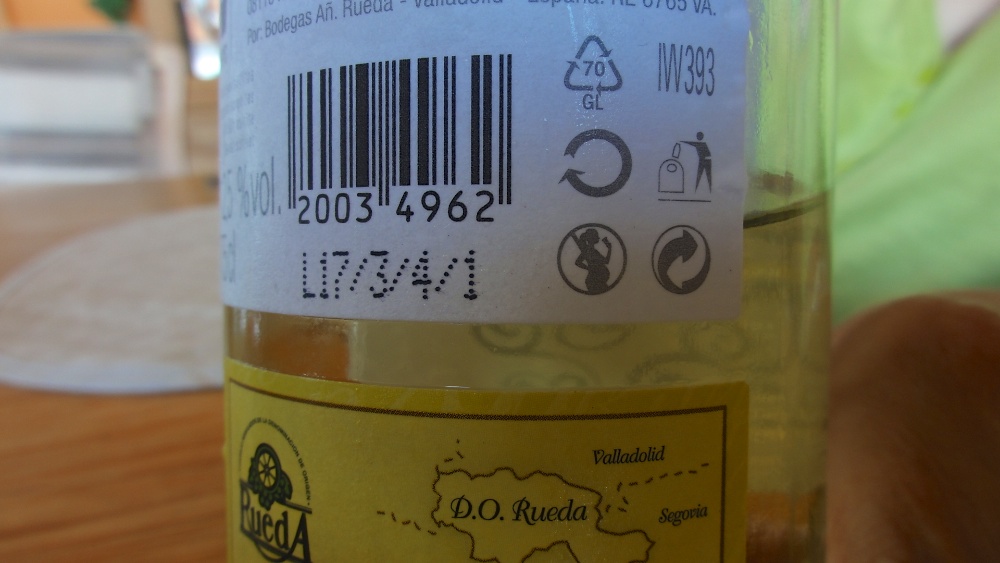 Por: Bodegas Añ. Rueda - Valladolid - España. RE 6765 VA.
70
GL
IW393
%vol.
2003 4962
L17/3/4/1
Valladolid
D.O. Rueda
Segovia
RuedA